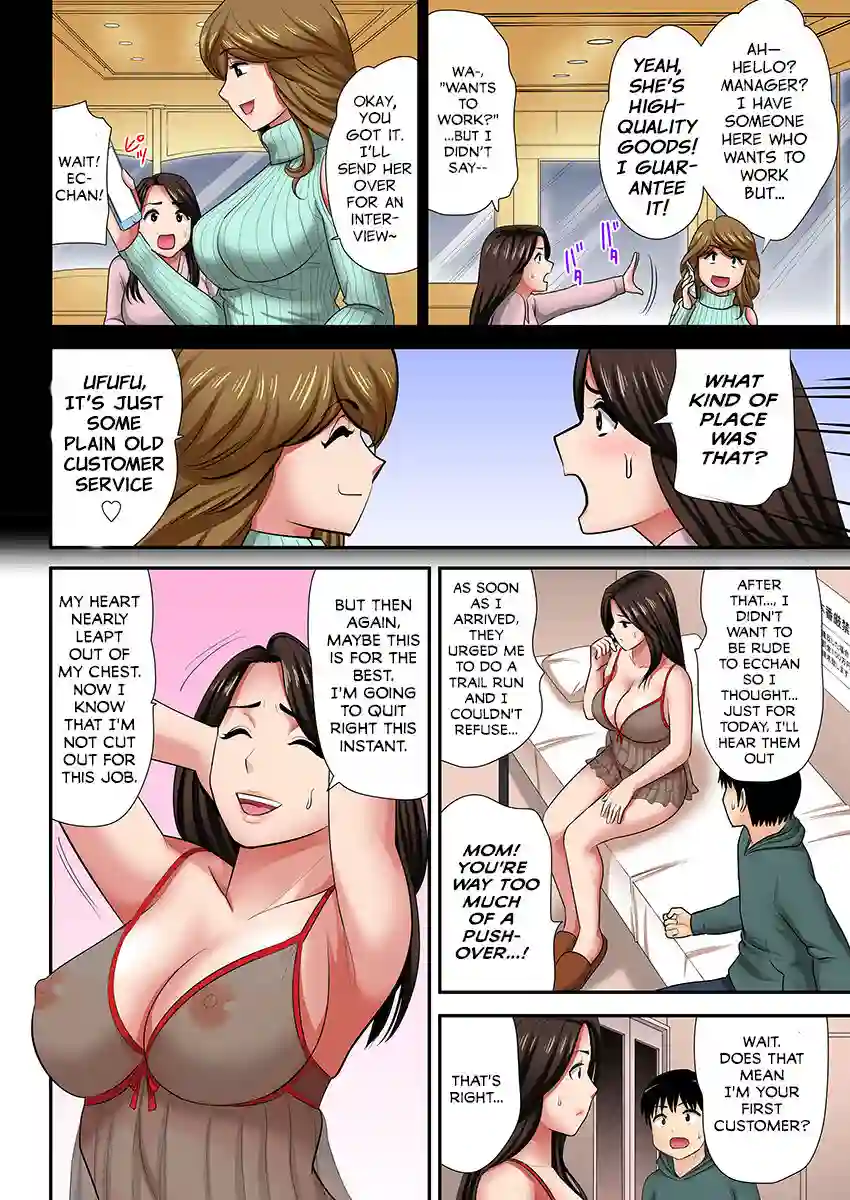 AH—
HELLO?
MANAGER?
I HAVE
SOMEONE
HERE WHO
WANTS TO
WORK
BUT...
YEAH,
SHE'S
HIGH-
QUALITY
GOODS!
I GUAR-
ANTEE
IT!
WA-,
"WANTS
TO
WORK?"
...BUT I
DIDN'T
SAY--
バタ
バタ
OKAY,
YOU
GOT IT.
I'LL
SEND HER
OVER
FOR AN
INTER-
VIEW~
ピッ
WAIT!
EC-
CHAN!
WHAT
KIND OF
PLACE
WAS
THAT?
UFUFU,
IT'S JUST
SOME
PLAIN OLD
CUSTOMER
SERVICE
♡
AFTER
THAT..., I
DIDN'T
WANT TO
BE RUDE
TO ECCHAN
SO I
THOUGHT...
JUST FOR
TODAY, I'LL
HEAR THEM
OUT
AS SOON
AS I
ARRIVED,
THEY
URGED ME
TO DO A
TRAIL RUN
AND I
COULDN'T
REFUSE...
MOM!
YOU'RE
WAY TOO
MUCH
OF A
PUSH-
OVER...!
BUT THEN
AGAIN,
MAYBE THIS
IS FOR THE
BEST.
I'M GOING
TO QUIT
RIGHT THIS
INSTANT.
MY HEART
NEARLY
LEAPT
OUT OF
MY CHEST.
NOW I
KNOW
THAT I'M
NOT CUT
OUT FOR
THIS JOB.
WAIT.
DOES THAT
MEAN
I'M YOUR
FIRST
CUSTOMER?
THAT'S
RIGHT...